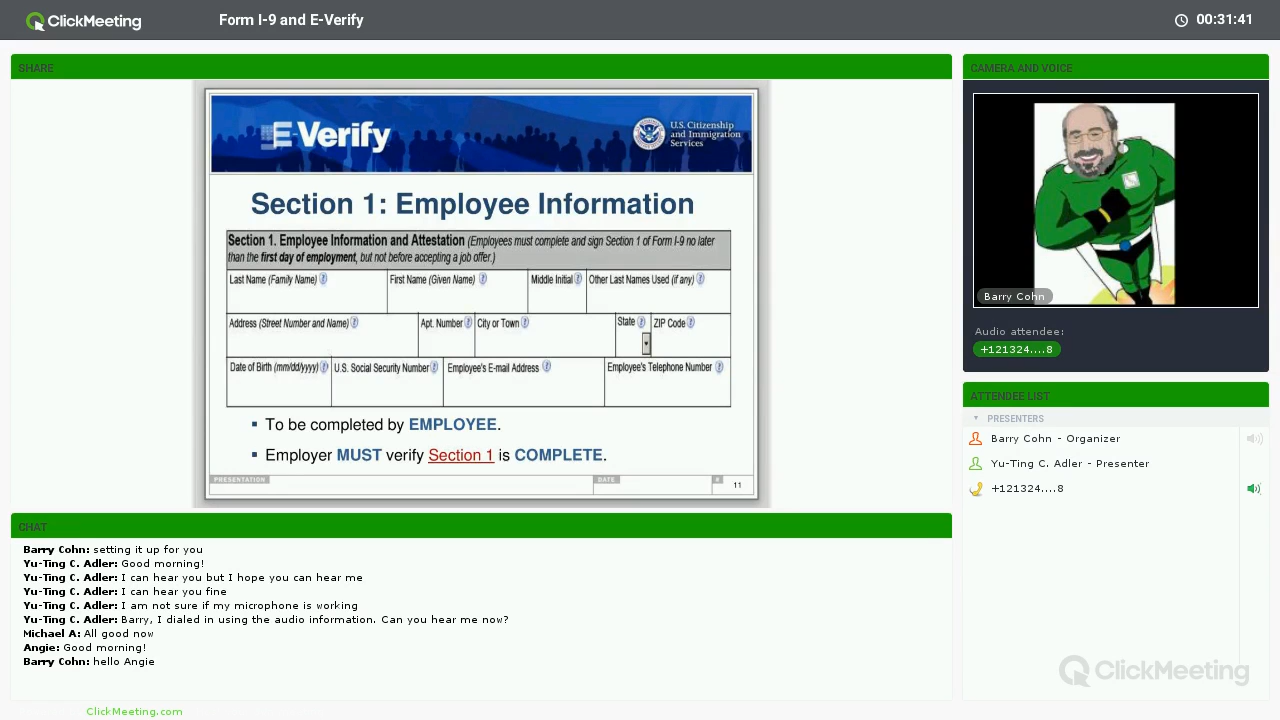 ClickMeeting
Form I-9 and E-Verify
00:31:41
SHARE
E-Verify
U.S. Citizenship
and Immigration
Services
Section 1: Employee Information
Section 1. Employee Information and Attestation (Employees must complete and sign Section 1 of Form I-9 no later
than the first day of employment, but not before accepting a job offer.)
Last Name (Family Name) First Name (Given Name) Middle Initial Other Last Names Used (if any)
Address (Street Number and Name) Apt. Number City or Town State ZIP Code
Date of Birth (mm/dd/yyyy) U.S. Social Security Number Employee's E-mail Address Employee's Telephone Number
▪ To be completed by EMPLOYEE.
▪ Employer MUST verify Section 1 is COMPLETE.
PRESENTATION DATE # 11
CHAT
Barry Cohn: setting it up for you
Yu-Ting C. Adler: Good morning!
Yu-Ting C. Adler: I can hear you but I hope you can hear me
Yu-Ting C. Adler: I can hear you fine
Yu-Ting C. Adler: I am not sure if my microphone is working
Yu-Ting C. Adler: Barry, I dialed in using the audio information. Can you hear me now?
Michael A: All good now
Angie: Good morning!
Barry Cohn: hello Angie
ClickMeeting.com
CAMERA AND VOICE
Barry Cohn
Audio attendee:
+121324....8
ATTENDEE LIST
PRESENTERS
Barry Cohn - Organizer
Yu-Ting C. Adler - Presenter
+121324....8
ClickMeeting